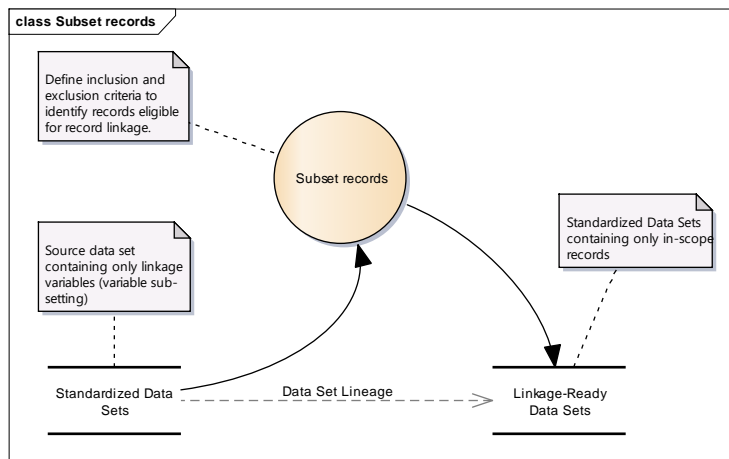 class Subset records
Define inclusion and
exclusion criteria to
identify records eligible
for record linkage.
Subset records
Standardized Data Sets
containing only in-scope
records
Source data set
containing only linkage
variables (variable sub-
setting)
Standardized Data
Sets
Data Set Lineage
Linkage-Ready
Data Sets